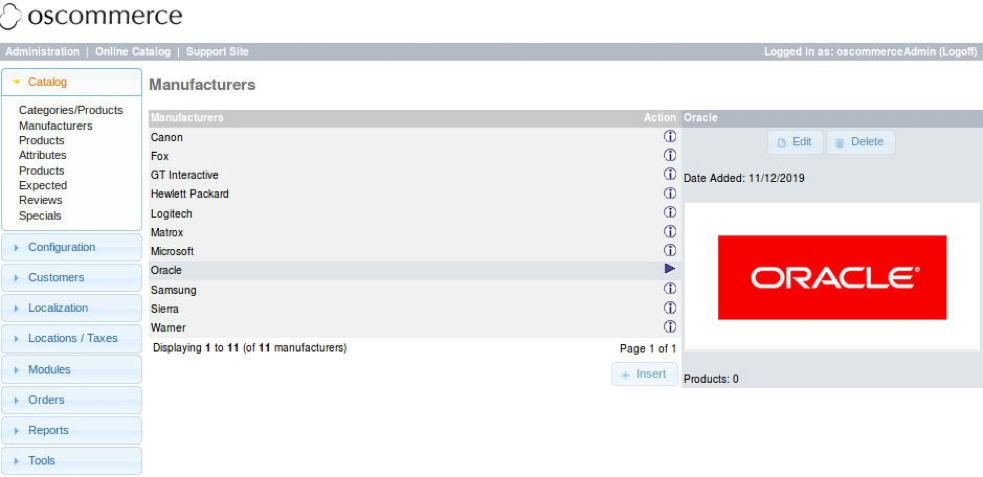 oscommerce
Administration | Online Catalog | Support Site
Logged in as: oscommerceAdmin (Logoff)
Catalog
Categories/Products
Manufacturers
Products
Attributes
Products
Expected
Reviews
Specials
Configuration
Customers
Localization
Locations / Taxes
Modules
Orders
Reports
Tools
Manufacturers
Manufacturers Action
Canon
Fox
GT Interactive
Hewlett Packard
Logitech
Matrox
Microsoft
Oracle
Samsung
Sierra
Warner
Displaying 1 to 11 (of 11 manufacturers) Page 1 of 1
Insert
Oracle
Edit Delete
Date Added: 11/12/2019
ORACLE®
Products: 0